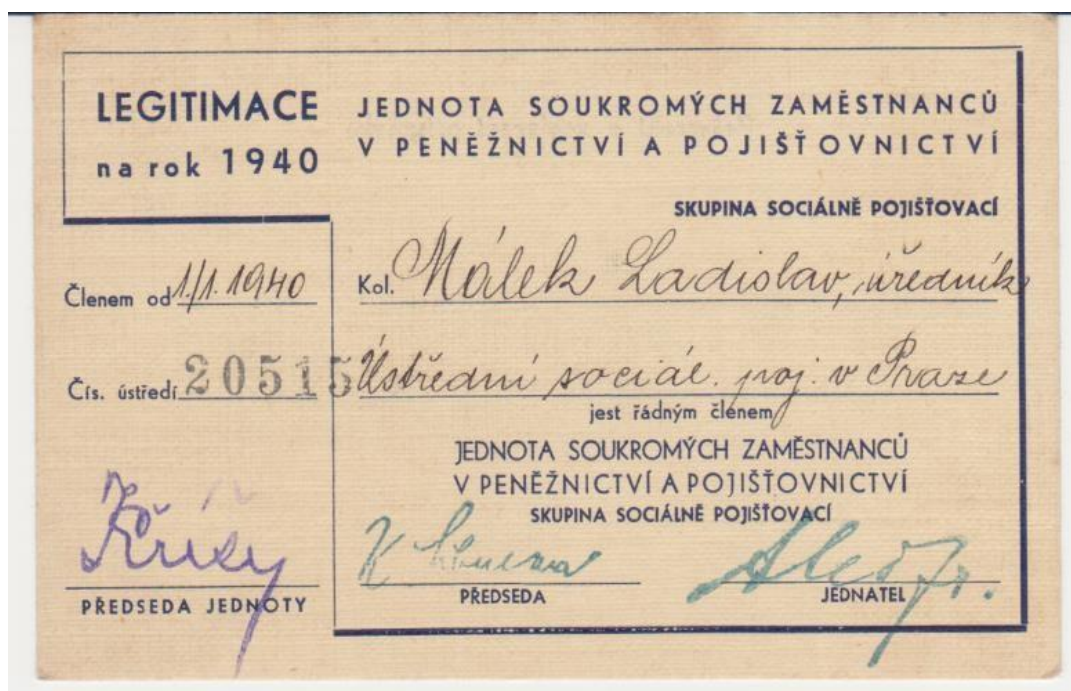 LEGITIMACE
na rok 1940
JEDNOTA SOUKROMÝCH ZAMĚSTNANCŮ
V PENĚŽNICTVÍ A POJIŠŤOVNICTVÍ
SKUPINA SOCIÁLNĚ POJIŠŤOVACÍ
Členem od 1/1. 1940
Kol. Málek Ladislav, úředník
Čís. ústředí 20515
Ústřední sociál. poj. v Praze
jest řádným členem
JEDNOTA SOUKROMÝCH ZAMĚSTNANCŮ
V PENĚŽNICTVÍ A POJIŠŤOVNICTVÍ
SKUPINA SOCIÁLNĚ POJIŠŤOVACÍ
PŘEDSEDA JEDNOTY
PŘEDSEDA
JEDNATEL